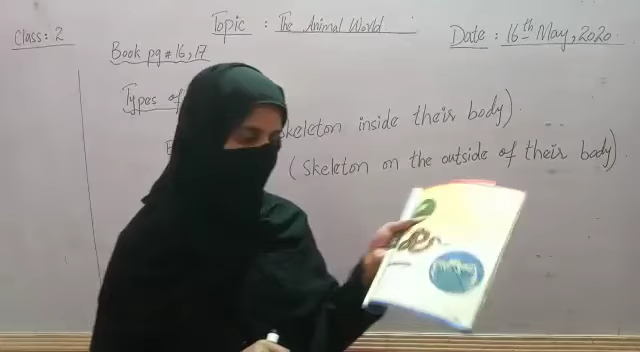 Class: 2
Topic : The Animal World
Date : 16th May, 2020.
Book pg # 16, 17
Types of
skeleton inside their body).
(Skeleton on the outside of their body)